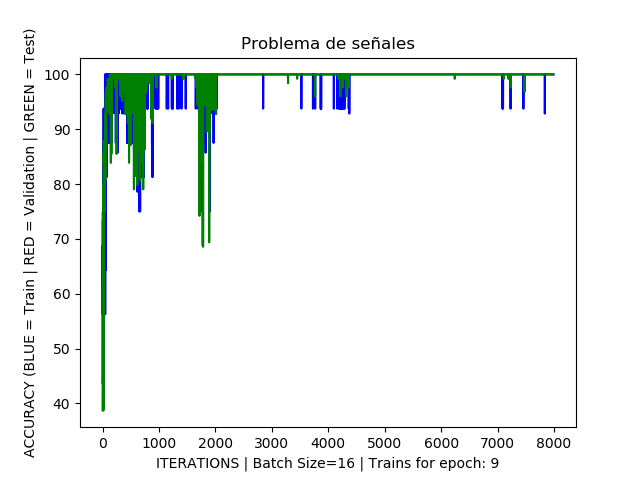 Problema de señales
ACCURACY (BLUE = Train | RED = Validation | GREEN = Test)
100
90
80
70
60
50
40
0 1000 2000 3000 4000 5000 6000 7000 8000
ITERATIONS | Batch Size=16 | Trains for epoch: 9